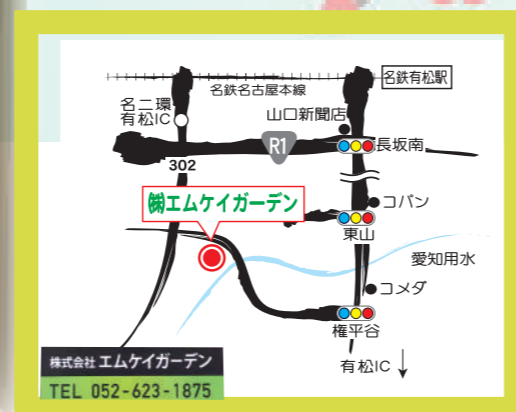 名鉄有松駅
名鉄名古屋本線
名二環
有松IC
山口新聞店
R1
長坂南
302
㈱エムケイガーデン
コパン
東山
愛知用水
コメダ
権平谷
有松IC
株式会社 エムケイガーデン
TEL 052-623-1875